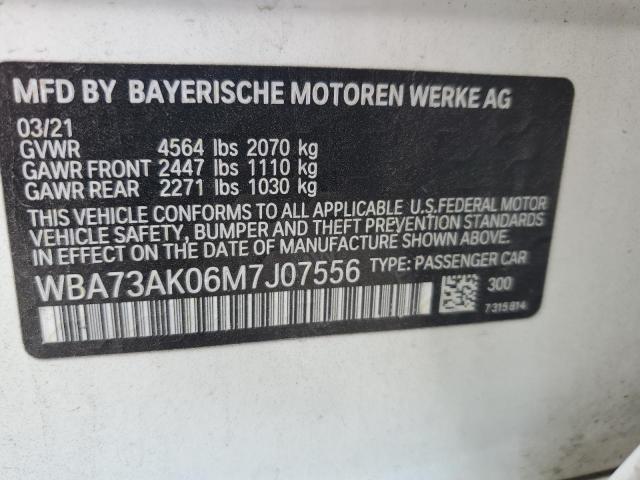 MFD BY BAYERISCHE MOTOREN WERKE AG
03/21
GVWR 4564 lbs 2070 kg
GAWR FRONT 2447 lbs 1110 kg
GAWR REAR 2271 lbs 1030 kg
THIS VEHICLE CONFORMS TO ALL APPLICABLE U.S.FEDERAL MOTOR
VEHICLE SAFETY, BUMPER AND THEFT PREVENTION STANDARDS
IN EFFECT ON THE DATE OF MANUFACTURE SHOWN ABOVE.
WBA73AK06M7J07556 TYPE: PASSENGER CAR
300
7315814